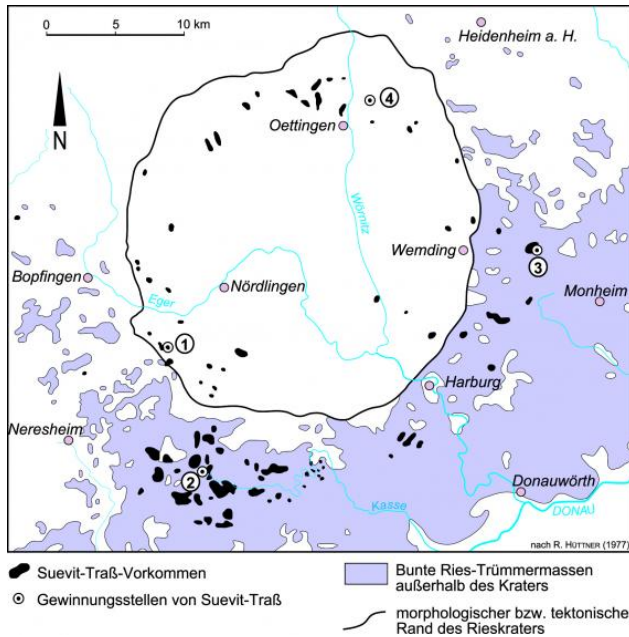 0 5 10 km
Heidenheim a. H.
N
4
Oettingen
Wörnitz
Wemding
3
Bopfingen
Eger
Nördlingen
Monheim
1
Harburg
Neresheim
2
Kasse
Donauwörth
DONAU
nach R. HÜTTNER (1977)
Suevit-Traß-Vorkommen
Gewinnungsstellen von Suevit-Traß
Bunte Ries-Trümmermassen
außerhalb des Kraters
morphologischer bzw. tektonischer
Rand des Rieskraters